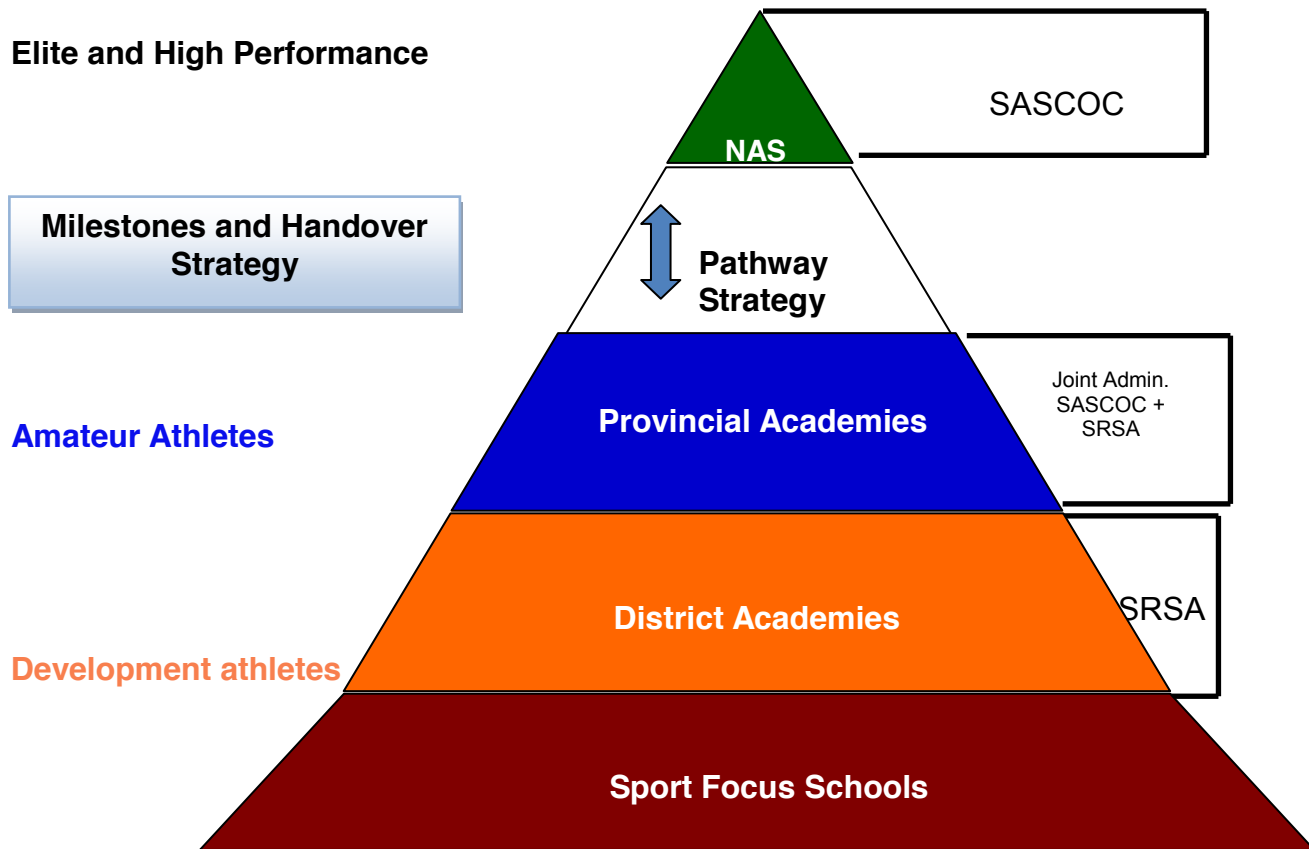 Elite and High Performance
SASCOC
NAS
Milestones and Handover
Strategy
Pathway
Strategy
Joint Admin.
SASCOC +
SRSA
Provincial Academies
Amateur Athletes
SRSA
District Academies
Development athletes
Sport Focus Schools